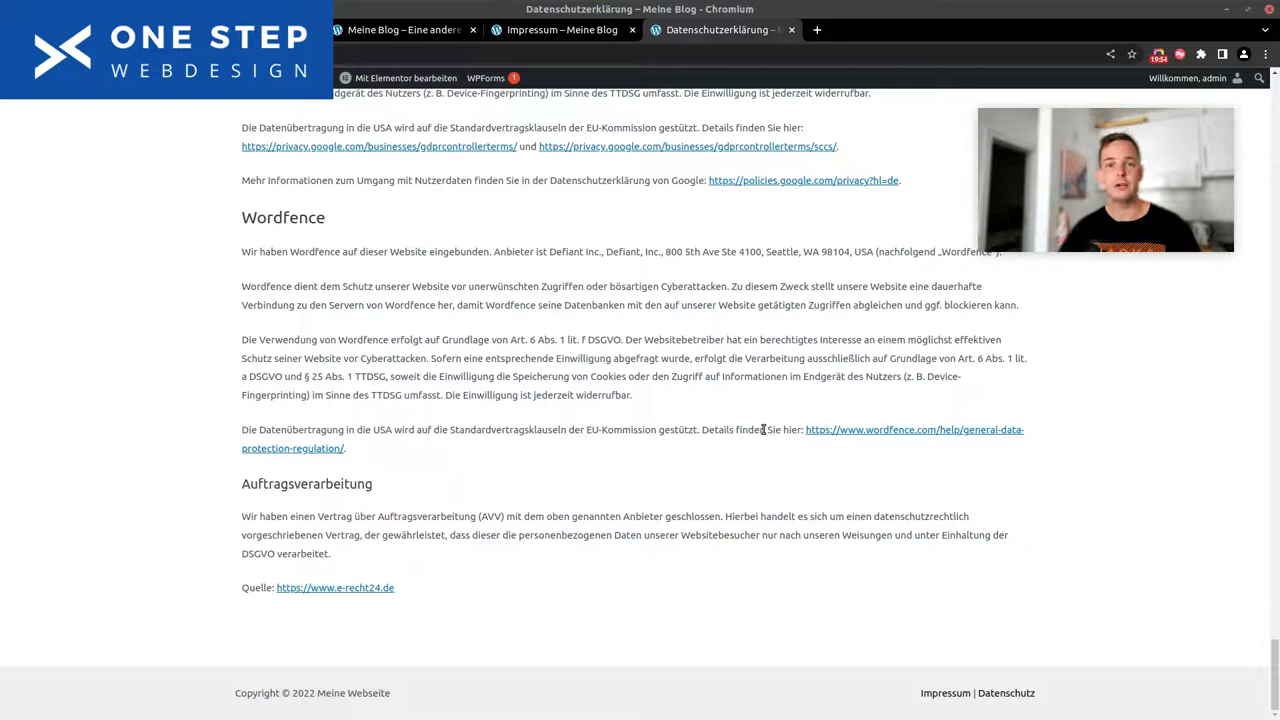 Datenschutzerklärung – Meine Blog – Chromium
ONE STEP
WEBDESIGN
Meine Blog – Eine andere
Impressum – Meine Blog
Datenschutzerklärung –
19:54
Mit Elementor bearbeiten
WPForms 1
Willkommen, admin
ndgerät des Nutzers (z. B. Device-Fingerprinting) im Sinne des TTDSG umfasst. Die Einwilligung ist jederzeit widerrufbar.
Die Datenübertragung in die USA wird auf die Standardvertragsklauseln der EU-Kommission gestützt. Details finden Sie hier:
https://privacy.google.com/businesses/gdprcontrollerterms/ und https://privacy.google.com/businesses/gdprcontrollerterms/sccs/.
Mehr Informationen zum Umgang mit Nutzerdaten finden Sie in der Datenschutzerklärung von Google: https://policies.google.com/privacy?hl=de.
Wordfence
Wir haben Wordfence auf dieser Website eingebunden. Anbieter ist Defiant Inc., Defiant, Inc., 800 5th Ave Ste 4100, Seattle, WA 98104, USA (nachfolgend „Wordfence“).
Wordfence dient dem Schutz unserer Website vor unerwünschten Zugriffen oder bösartigen Cyberattacken. Zu diesem Zweck stellt unsere Website eine dauerhafte
Verbindung zu den Servern von Wordfence her, damit Wordfence seine Datenbanken mit den auf unserer Website getätigten Zugriffen abgleichen und ggf. blockieren kann.
Die Verwendung von Wordfence erfolgt auf Grundlage von Art. 6 Abs. 1 lit. f DSGVO. Der Websitebetreiber hat ein berechtigtes Interesse an einem möglichst effektiven
Schutz seiner Website vor Cyberattacken. Sofern eine entsprechende Einwilligung abgefragt wurde, erfolgt die Verarbeitung ausschließlich auf Grundlage von Art. 6 Abs. 1 lit.
a DSGVO und § 25 Abs. 1 TTDSG, soweit die Einwilligung die Speicherung von Cookies oder den Zugriff auf Informationen im Endgerät des Nutzers (z. B. Device-
Fingerprinting) im Sinne des TTDSG umfasst. Die Einwilligung ist jederzeit widerrufbar.
Die Datenübertragung in die USA wird auf die Standardvertragsklauseln der EU-Kommission gestützt. Details finden Sie hier: https://www.wordfence.com/help/general-data-
protection-regulation/.
Auftragsverarbeitung
Wir haben einen Vertrag über Auftragsverarbeitung (AVV) mit dem oben genannten Anbieter geschlossen. Hierbei handelt es sich um einen datenschutzrechtlich
vorgeschriebenen Vertrag, der gewährleistet, dass dieser die personenbezogenen Daten unserer Websitebesucher nur nach unseren Weisungen und unter Einhaltung der
DSGVO verarbeitet.
Quelle: https://www.e-recht24.de
Copyright © 2022 Meine Webseite
Impressum | Datenschutz